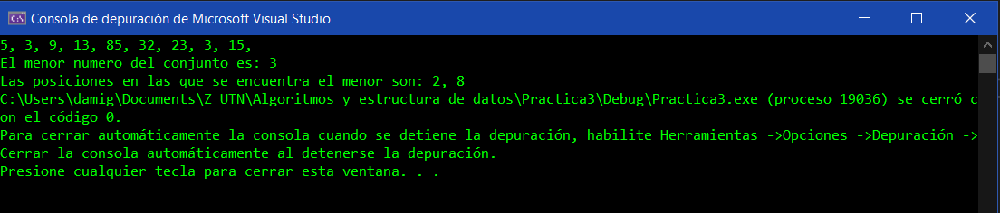 Consola de depuración de Microsoft Visual Studio
5, 3, 9, 13, 85, 32, 23, 3, 15,
El menor numero del conjunto es: 3
Las posiciones en las que se encuentra el menor son: 2, 8
C:\Users\damig\Documents\Z_UTN\Algoritmos y estructura de datos\Practica3\Debug\Practica3.exe (proceso 19036) se cerró c
on el código 0.
Para cerrar automáticamente la consola cuando se detiene la depuración, habilite Herramientas ->Opciones ->Depuración ->
Cerrar la consola automáticamente al detenerse la depuración.
Presione cualquier tecla para cerrar esta ventana. . .